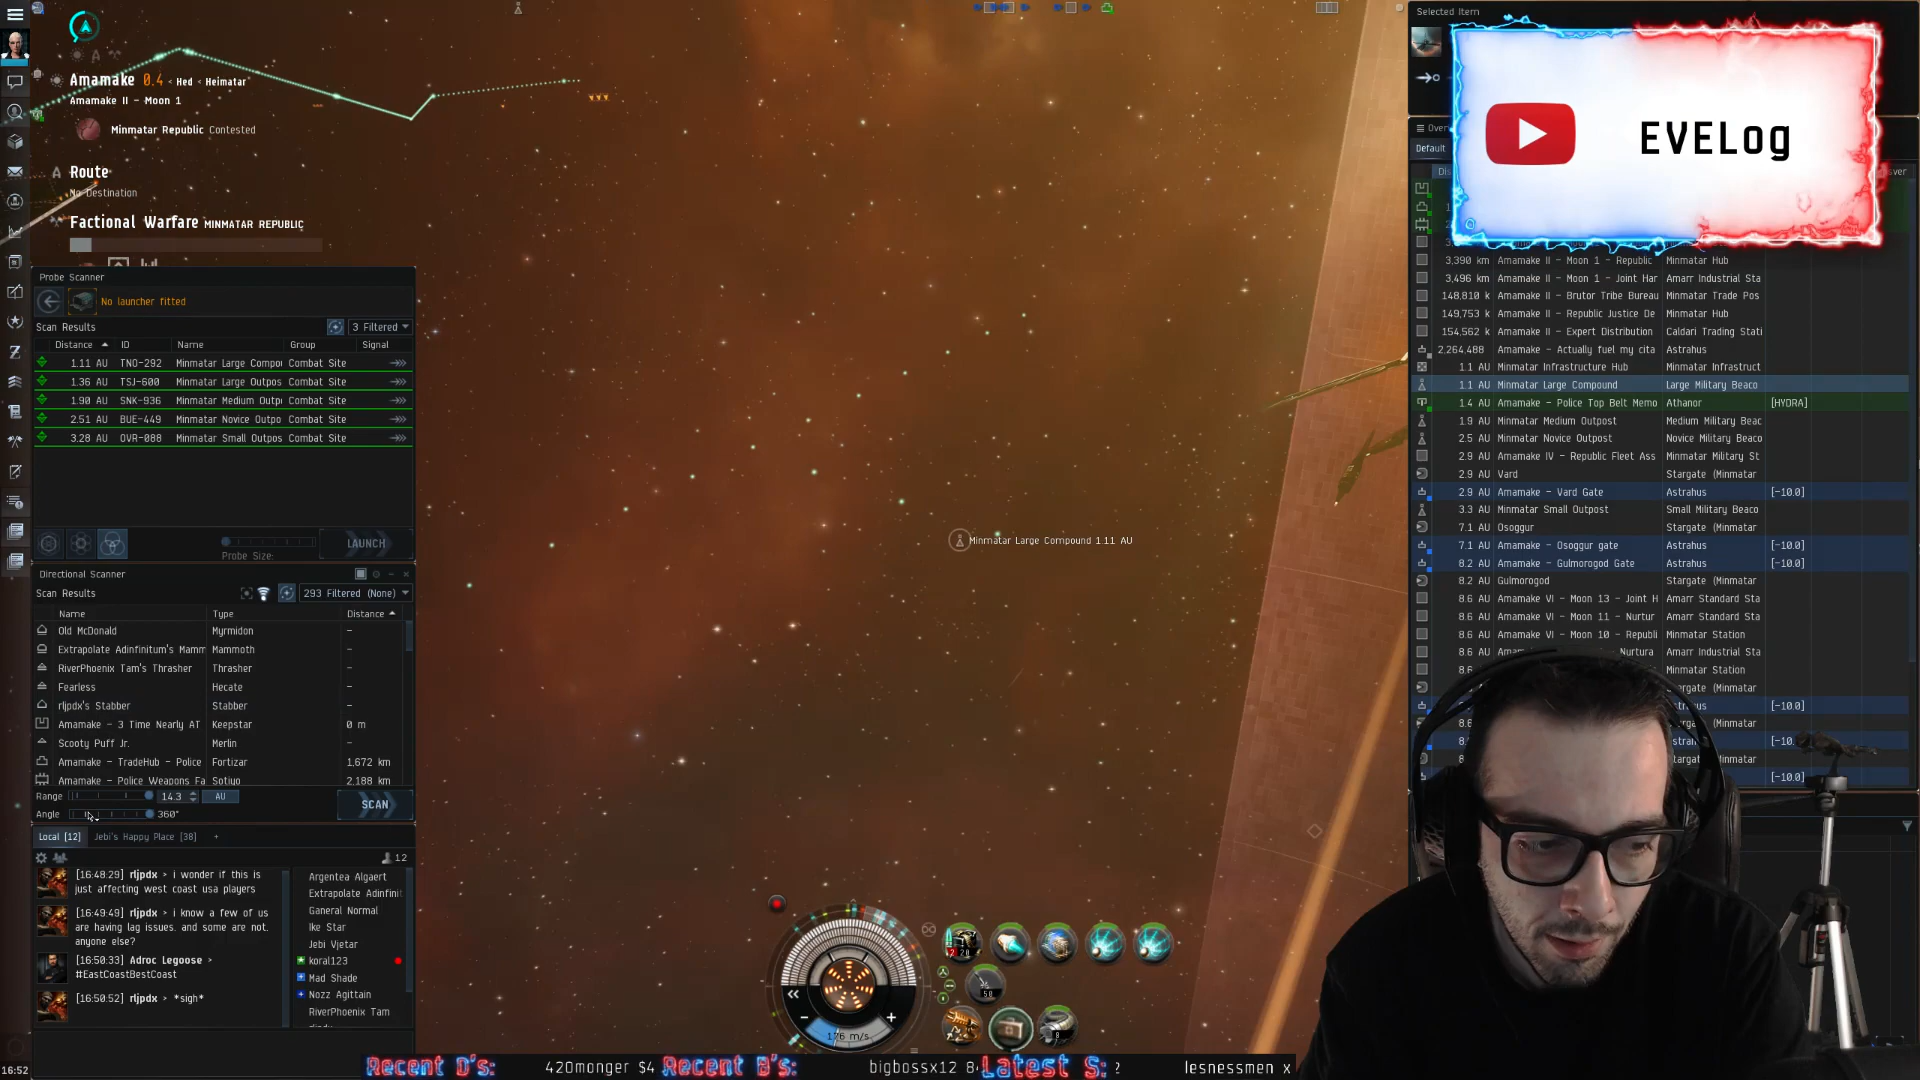 Amamake 0.4 < Hed < Heimatar
Amamake II - Moon 1
Minmatar Republic Contested
Route
No Destination
Factional Warfare MINMATAR REPUBLIC
Probe Scanner
No launcher fitted
Scan Results
3 Filtered
Distance ID Name Group Signal
1.11 AU TNO-292 Minmatar Large Compo Combat Site
1.36 AU TSJ-600 Minmatar Large Outpos Combat Site
1.90 AU SNK-936 Minmatar Medium Outp Combat Site
2.51 AU BUE-449 Minmatar Novice Outpo Combat Site
3.28 AU OVR-088 Minmatar Small Outpos Combat Site
Probe Size:
LAUNCH
Directional Scanner
Scan Results
293 Filtered (None)
Name Type Distance
Old McDonald Myrmidon -
Extrapolate Adinfinitum's Mamm Mammoth -
RiverPhoenix Tam's Thrasher Thrasher -
Fearless Hecate -
rljpdx's Stabber Stabber -
Amamake - 3 Time Nearly AT Keepstar 0 m
Scooty Puff Jr. Merlin -
Amamake - TradeHub - Police Fortizar 1,672 km
Amamake - Police Weapons Fa Sotiyo 2,188 km
Range 14.3 AU
Angle 360°
SCAN
Local [12] Jebi's Happy Place [38] +
12
[16:48:29] rljpdx > i wonder if this is
just affecting west coast usa players
[16:49:49] rljpdx > i know a few of us
are having lag issues. and some are not.
anyone else?
[16:50:33] Adroc Legoose >
#EastCoastBestCoast
[16:50:52] rljpdx > *sigh*
Argentea Algaert
Extrapolate Adinfinit
Ganeral Normal
Ike Star
Jebi Vjetar
koral123
Mad Shade
Nozz Agittain
RiverPhoenix Tam
16:52
Minmatar Large Compound 1.11 AU
176 m/s
Recent D's:
420monger $4
Recent B's:
bigbossx12 84
Latest S:
2
lesnessmen x
Selected Item
EVELog
Default
3,390 km Amamake II - Moon 1 - Republic Minmatar Hub
3,496 km Amamake II - Moon 1 - Joint Har Amarr Industrial Sta
148,810 k Amamake II - Brutor Tribe Bureau Minmatar Trade Pos
149,753 k Amamake II - Republic Justice De Minmatar Hub
154,562 k Amamake II - Expert Distribution Caldari Trading Stati
2,264,488 Amamake - Actually fuel my cita Astrahus
1.1 AU Minmatar Infrastructure Hub Minmatar Infrastruct
1.1 AU Minmatar Large Compound Large Military Beaco
1.4 AU Amamake - Police Top Belt Memo Athanor [HYDRA]
1.9 AU Minmatar Medium Outpost Medium Military Beac
2.5 AU Minmatar Novice Outpost Novice Military Beaco
2.9 AU Amamake IV - Republic Fleet Ass Minmatar Military St
2.9 AU Vard Stargate (Minmatar
2.9 AU Amamake - Vard Gate Astrahus [-10.0]
3.3 AU Minmatar Small Outpost Small Military Beaco
7.1 AU Osoggur Stargate (Minmatar
7.1 AU Amamake - Osoggur gate Astrahus [-10.0]
8.2 AU Amamake - Gulmorogod Gate Astrahus [-10.0]
8.2 AU Gulmorogod Stargate (Minmatar
8.6 AU Amamake VI - Moon 13 - Joint H Amarr Standard Sta
8.6 AU Amamake VI - Moon 11 - Nurtur Amarr Standard Sta
8.6 AU Amamake VI - Moon 10 - Republi Minmatar Station
8.6 Nurtura Amarr Industrial Sta
8.6 Minmatar Station
[-10.0]
[-10.0]